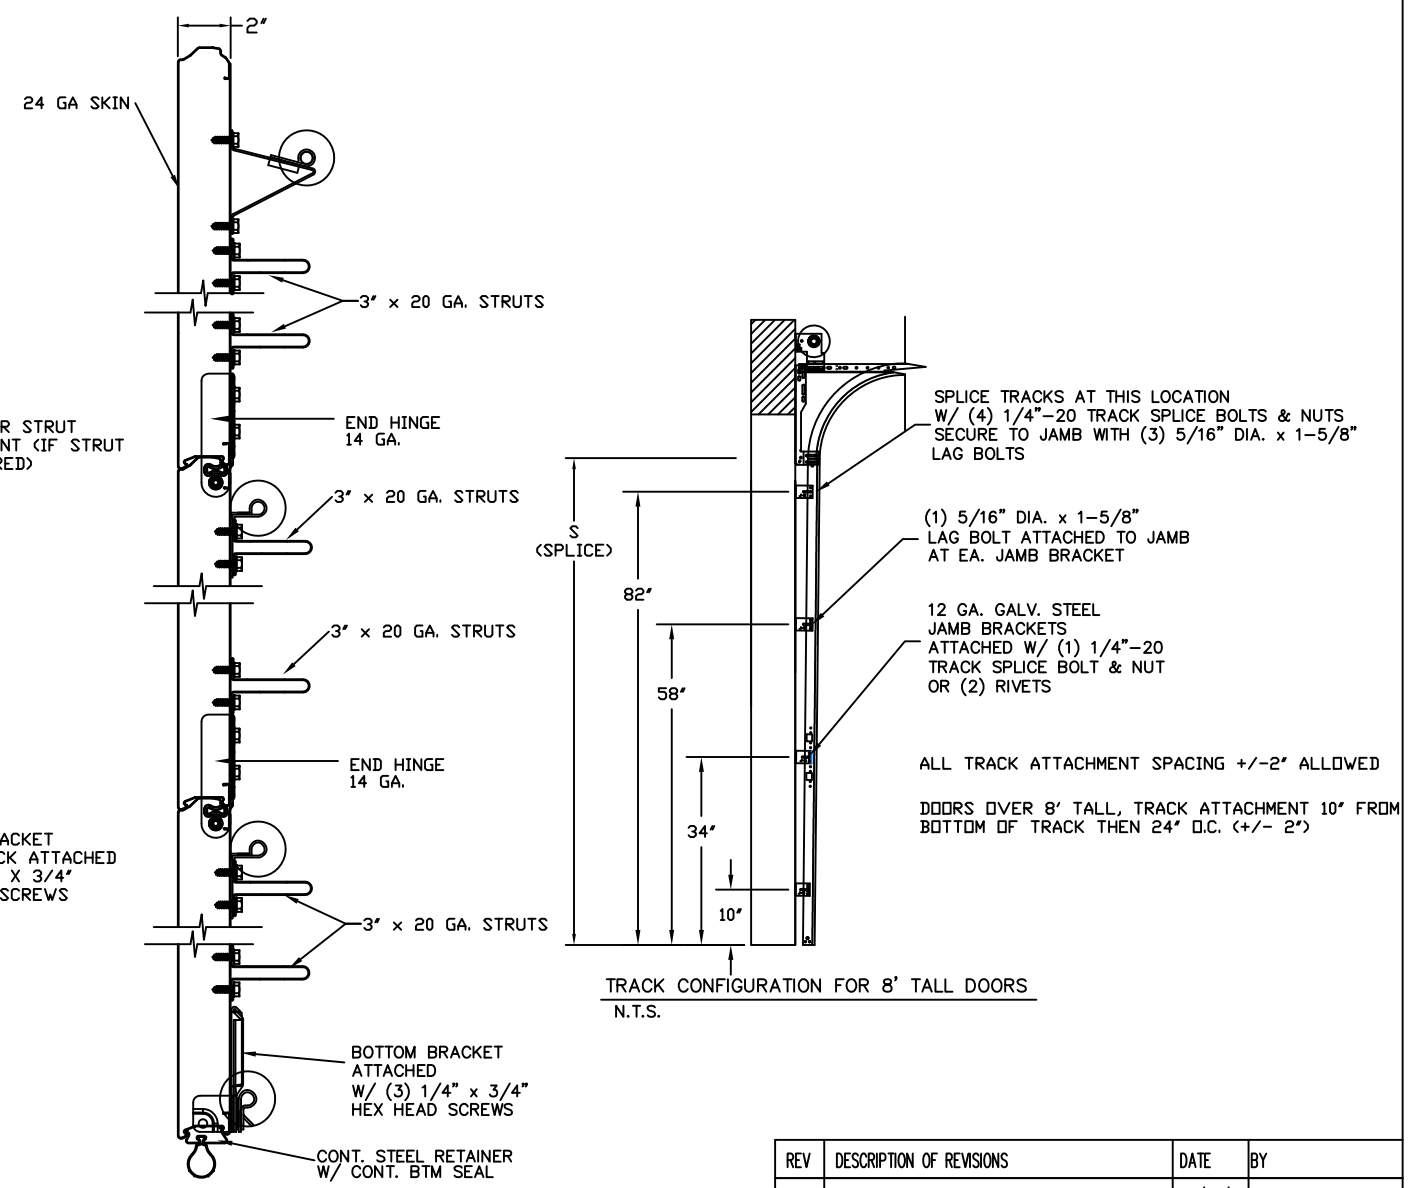 2"
24 GA SKIN
3" x 20 GA. STRUTS
END HINGE
14 GA.
R STRUT
NT (IF STRUT
RED)
3" x 20 GA. STRUTS
3" x 20 GA. STRUTS
END HINGE
14 GA.
ACKET
CK ATTACHED
X 3/4"
SCREWS
3" x 20 GA. STRUTS
BOTTOM BRACKET
ATTACHED
W/ (3) 1/4" x 3/4"
HEX HEAD SCREWS
CONT. STEEL RETAINER
W/ CONT. BTM SEAL
SPLICE TRACKS AT THIS LOCATION
W/ (4) 1/4"-20 TRACK SPLICE BOLTS & NUTS
SECURE TO JAMB WITH (3) 5/16" DIA. x 1-5/8"
LAG BOLTS
(1) 5/16" DIA. x 1-5/8"
LAG BOLT ATTACHED TO JAMB
AT EA. JAMB BRACKET
12 GA. GALV. STEEL
JAMB BRACKETS
ATTACHED W/ (1) 1/4"-20
TRACK SPLICE BOLT & NUT
OR (2) RIVETS
S
(SPLICE)
82"
58"
34"
10"
ALL TRACK ATTACHMENT SPACING +/-2" ALLOWED
DOORS OVER 8' TALL, TRACK ATTACHMENT 10" FROM
BOTTOM OF TRACK THEN 24" O.C. (+/- 2")
TRACK CONFIGURATION FOR 8' TALL DOORS
N.T.S.
REV DESCRIPTION OF REVISIONS DATE BY